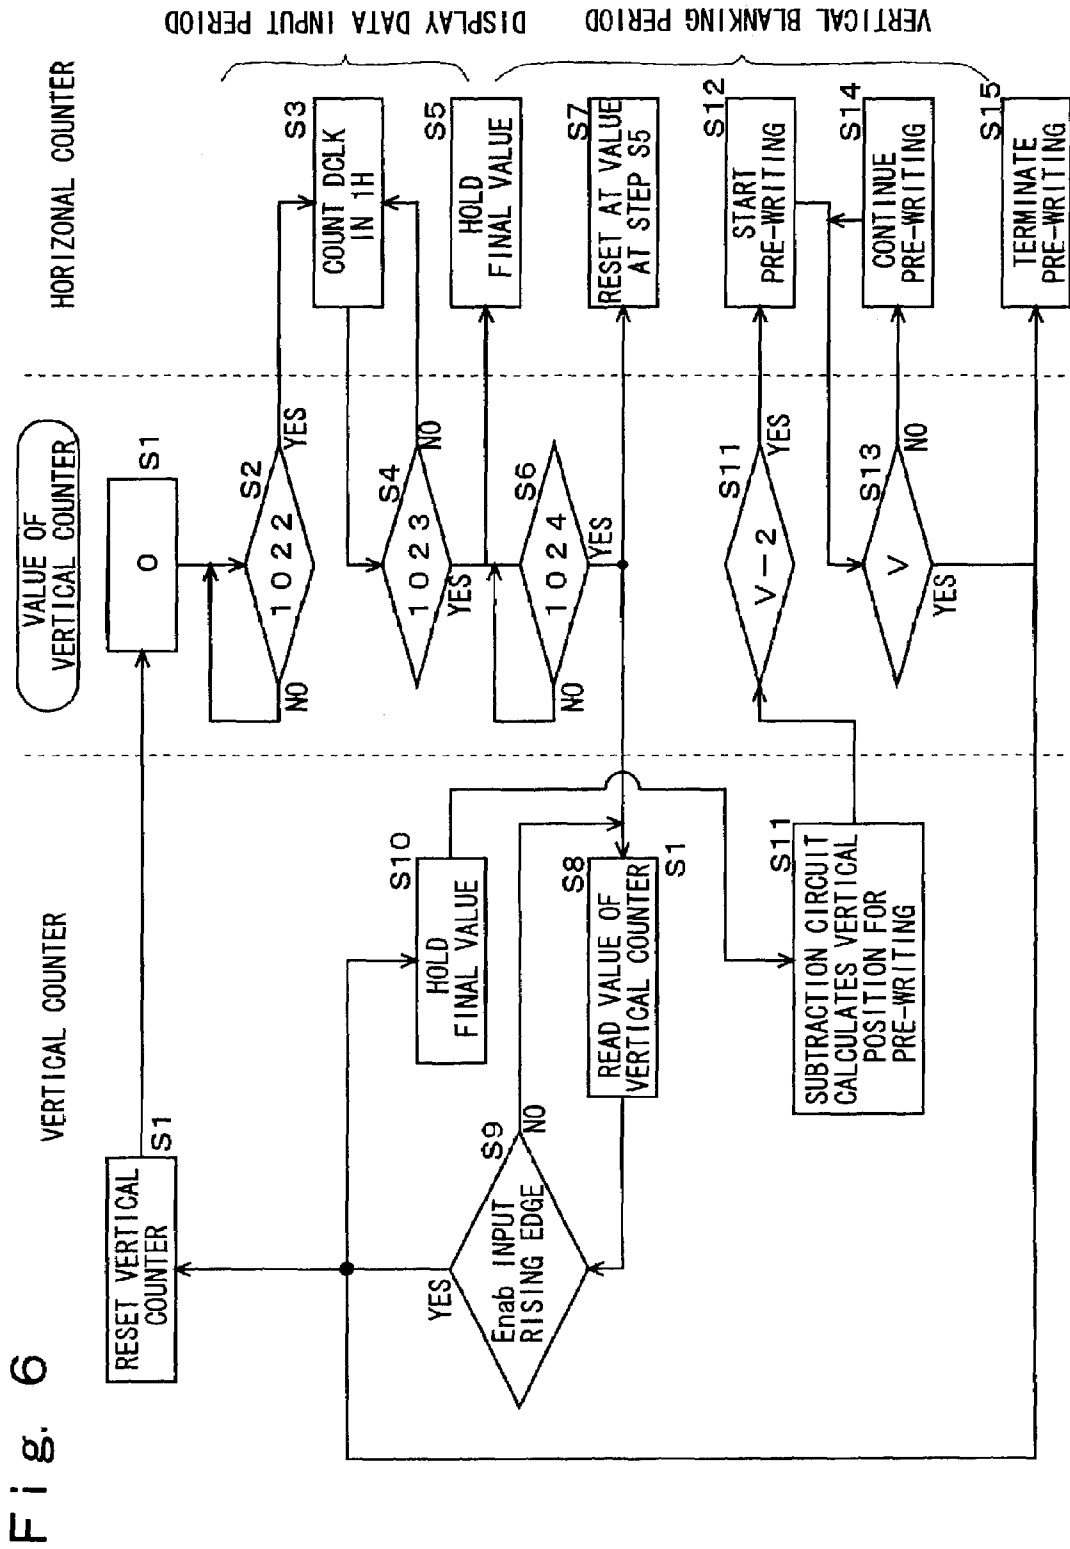 Fig. 6
VERTICAL COUNTER
VALUE OF
VERTICAL COUNTER
HORIZONAL COUNTER
RESET VERTICAL
COUNTER
S1
0
S1
1022
S2
NO
YES
COUNT DCLK
IN 1H
S3
1023
S4
YES
NO
HOLD
FINAL VALUE
S5
1024
S6
NO
YES
RESET AT VALUE
AT STEP S5
S7
READ VALUE OF
VERTICAL COUNTER
S8
S1
Enab INPUT
RISING EDGE
S9
YES
NO
HOLD
FINAL VALUE
S10
SUBTRACTION CIRCUIT
CALCULATES VERTICAL
POSITION FOR
PRE-WRITING
S11
V-2
S11
YES
START
PRE-WRITING
S12
V
S13
YES
NO
CONTINUE
PRE-WRITING
S14
TERMINATE
PRE-WRITING
S15
DISPLAY DATA INPUT PERIOD
VERTICAL BLANKING PERIOD